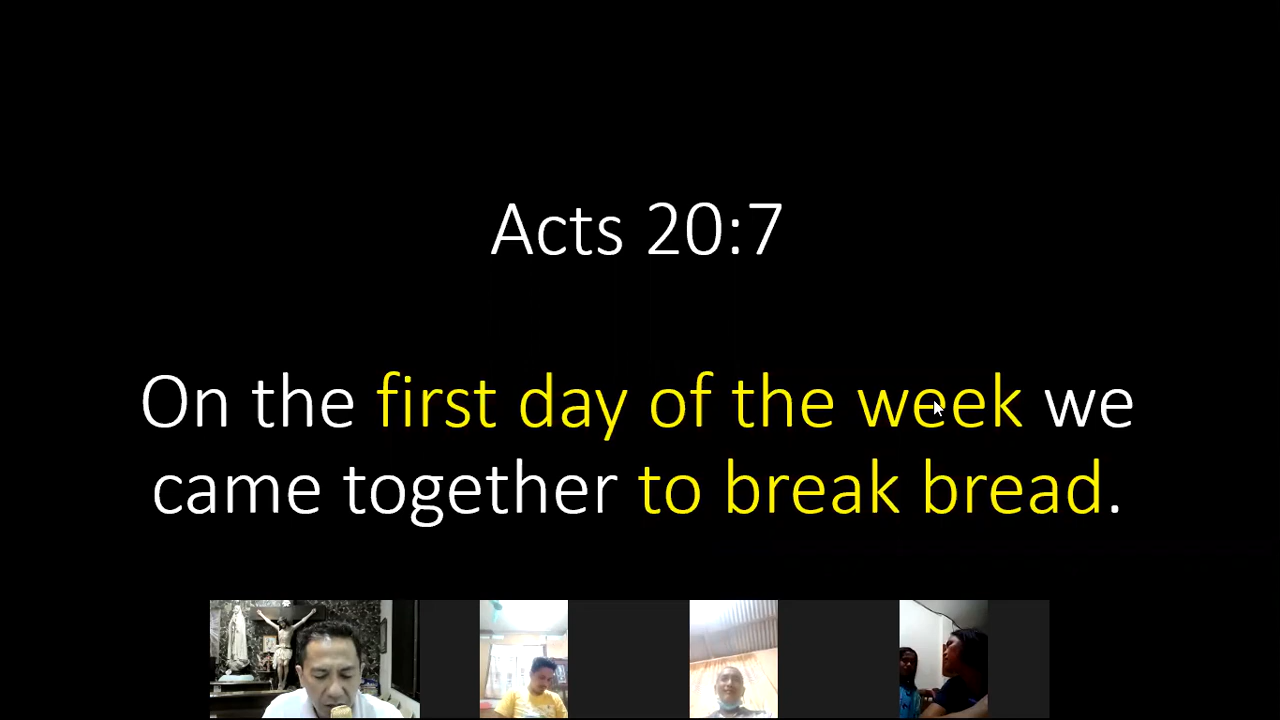 Acts 20:7
On the first day of the week we
came together to break bread.